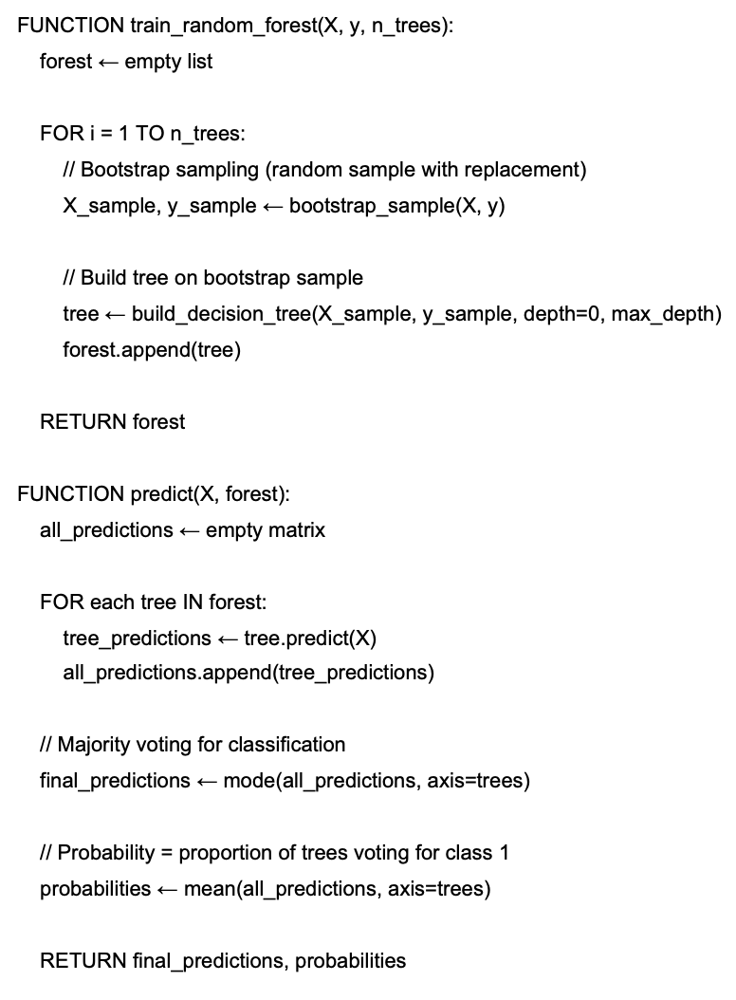 FUNCTION train_random_forest(X, y, n_trees):
forest ← empty list
FOR i = 1 TO n_trees:
// Bootstrap sampling (random sample with replacement)
X_sample, y_sample ← bootstrap_sample(X, y)
// Build tree on bootstrap sample
tree ← build_decision_tree(X_sample, y_sample, depth=0, max_depth)
forest.append(tree)
RETURN forest
FUNCTION predict(X, forest):
all_predictions ← empty matrix
FOR each tree IN forest:
tree_predictions ← tree.predict(X)
all_predictions.append(tree_predictions)
// Majority voting for classification
final_predictions ← mode(all_predictions, axis=trees)
// Probability = proportion of trees voting for class 1
probabilities ← mean(all_predictions, axis=trees)
RETURN final_predictions, probabilities